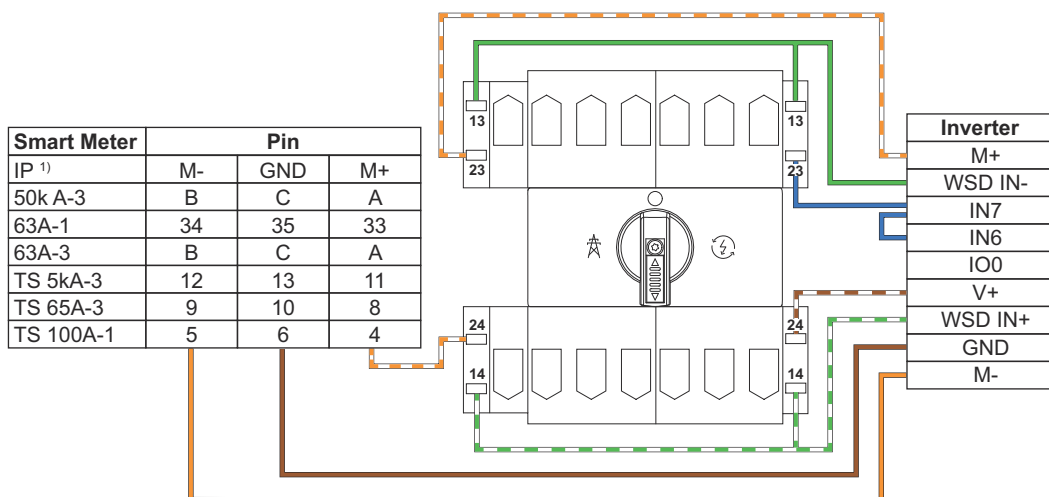 13
13
23
23
Smart Meter Pin
IP ¹⁾ M- GND M+
50k A-3 B C A
63A-1 34 35 33
63A-3 B C A
TS 5kA-3 12 13 11
TS 65A-3 9 10 8
TS 100A-1 5 6 4
24
24
14
14
Inverter
M+
WSD IN-
IN7
IN6
IO0
V+
WSD IN+
GND
M-